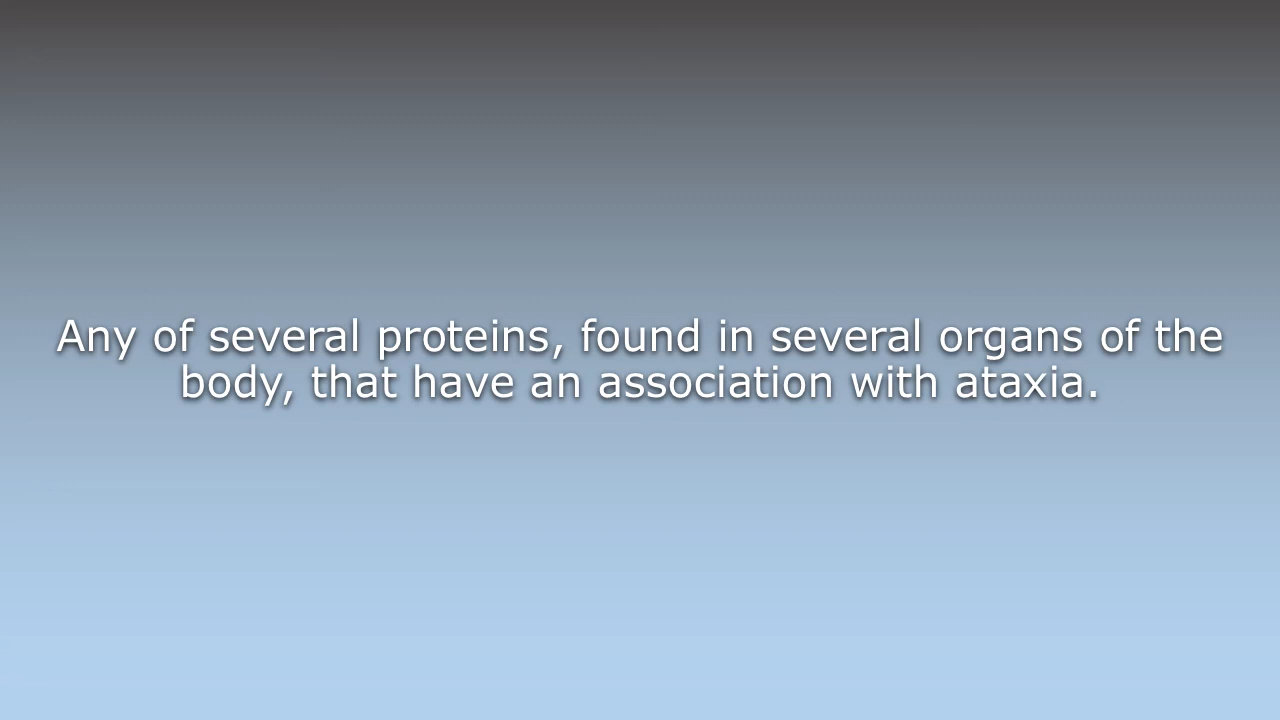 Any of several proteins, found in several organs of the
body, that have an association with ataxia.